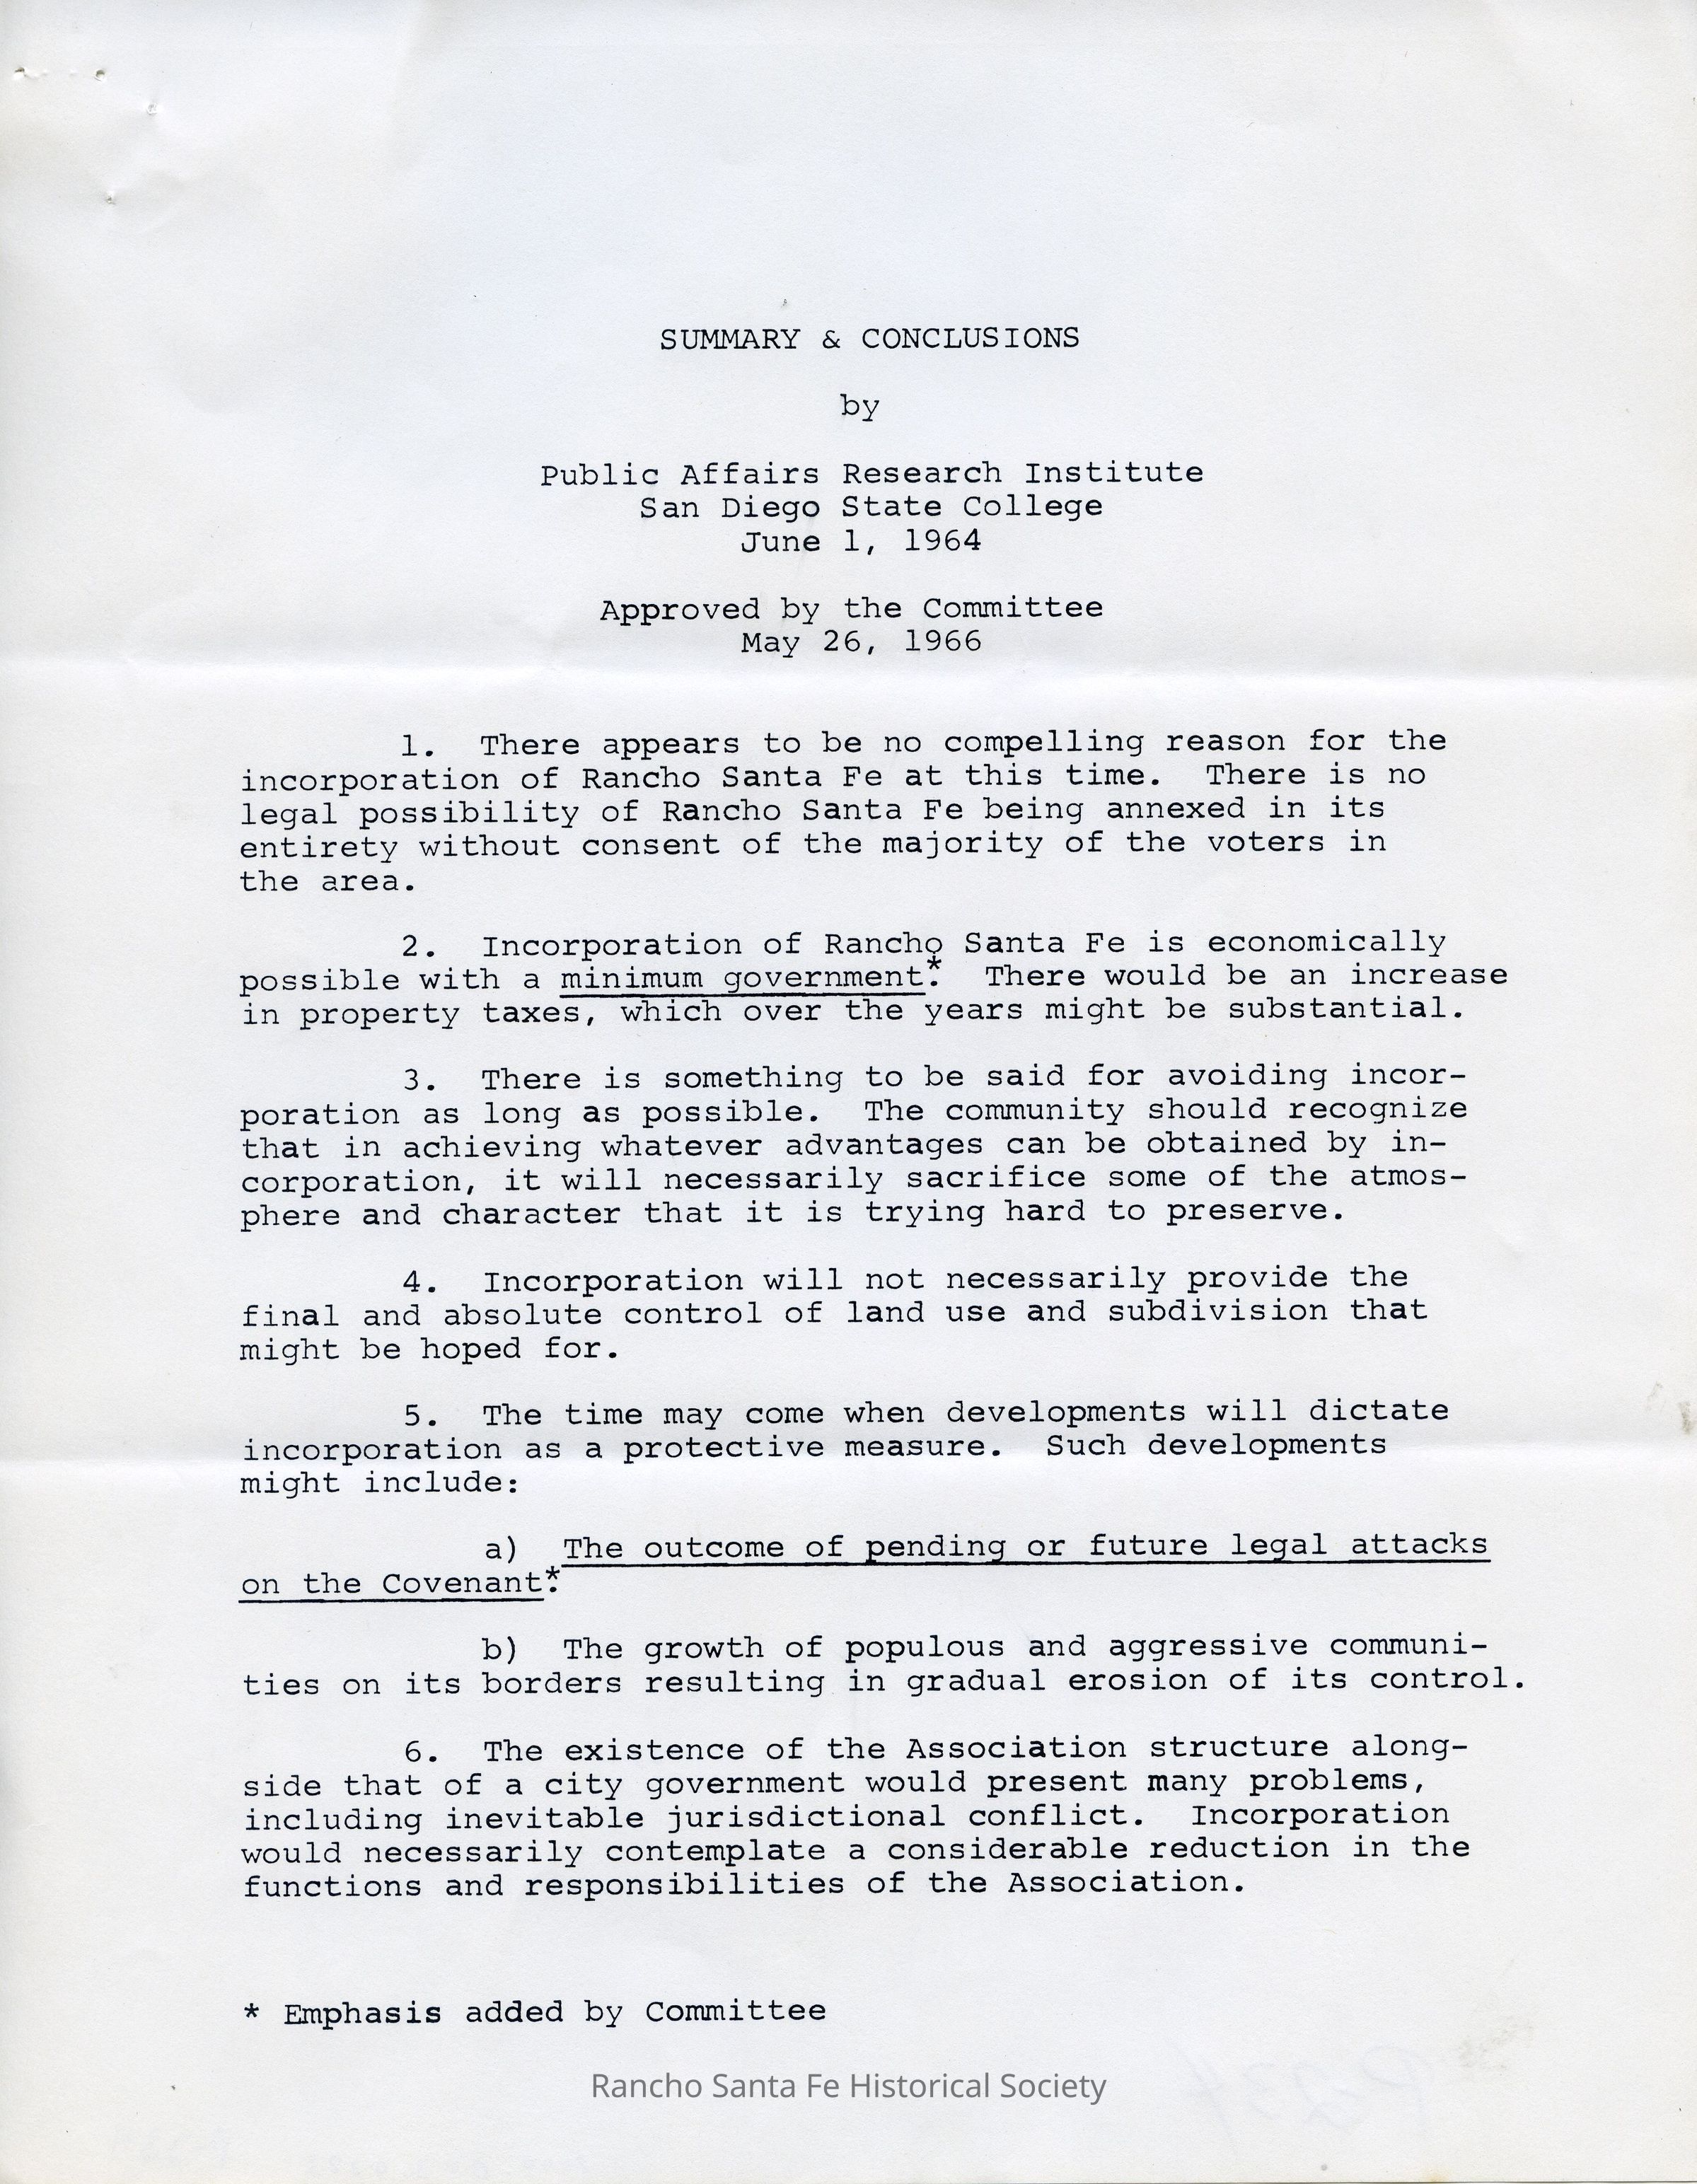 SUMMARY & CONCLUSIONS
by
Public Affairs Research Institute
San Diego State College
June 1, 1964
Approved by the Committee
May 26, 1966
1. There appears to be no compelling reason for the
incorporation of Rancho Santa Fe at this time. There is no
legal possibility of Rancho Santa Fe being annexed in its
entirety without consent of the majority of the voters in
the area.
2. Incorporation of Rancho Santa Fe is economically
possible with a minimum government.* There would be an increase
in property taxes, which over the years might be substantial.
3. There is something to be said for avoiding incor-
poration as long as possible. The community should recognize
that in achieving whatever advantages can be obtained by in-
corporation, it will necessarily sacrifice some of the atmos-
phere and character that it is trying hard to preserve.
4. Incorporation will not necessarily provide the
final and absolute control of land use and subdivision that
might be hoped for.
5. The time may come when developments will dictate
incorporation as a protective measure. Such developments
might include:
a) The outcome of pending or future legal attacks
on the Covenant.*
b) The growth of populous and aggressive communi-
ties on its borders resulting in gradual erosion of its control.
6. The existence of the Association structure along-
side that of a city government would present many problems,
including inevitable jurisdictional conflict. Incorporation
would necessarily contemplate a considerable reduction in the
functions and responsibilities of the Association.
* Emphasis added by Committee
Rancho Santa Fe Historical Society